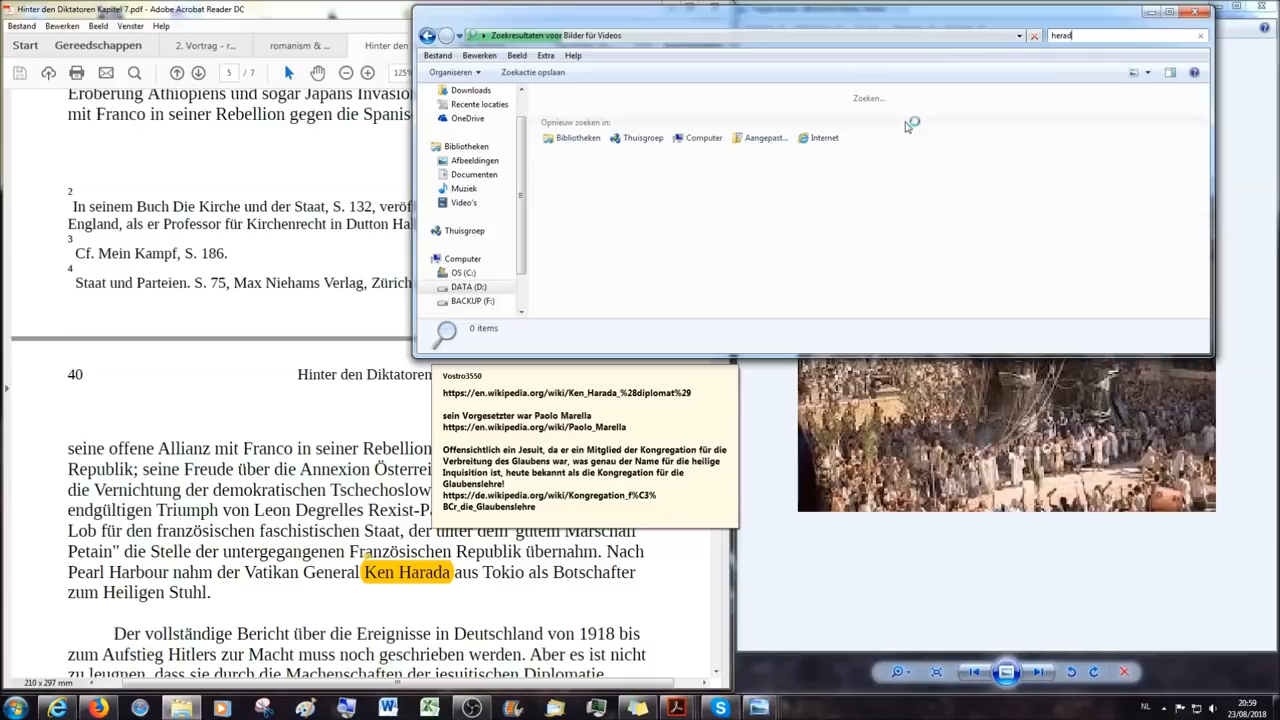 Hinter den Diktatoren Kapitel 7.pdf - Adobe Acrobat Reader DC
Bestand Bewerken Beeld Venster Help
Start Gereedschappen 2. Vortrag - r... romanism & ... Hinter den
5 / 7 125%
Eroberung Äthiopiens und sogar Japans Invasion
mit Franco in seiner Rebellion gegen die Spanis
2
In seinem Buch Die Kirche und der Staat, S. 132, veröf
England, als er Professor für Kirchenrecht in Dutton Hal
3
Cf. Mein Kampf, S. 186.
4
Staat und Parteien. S. 75, Max Niehams Verlag, Zürich
40 Hinter den Diktatoren
seine offene Allianz mit Franco in seiner Rebellion
Republik; seine Freude über die Annexion Österrei
die Vernichtung der demokratischen Tschechoslow
endgültigen Triumph von Leon Degrelles Rexist-Pa
Lob für den französischen faschistischen Staat, der unter dem "gutem Marschall
Petain" die Stelle der untergegangenen Französischen Republik übernahm. Nach
Pearl Harbour nahm der Vatikan General Ken Harada aus Tokio als Botschafter
zum Heiligen Stuhl.
Der vollständige Bericht über die Ereignisse in Deutschland von 1918 bis
zum Aufstieg Hitlers zur Macht muss noch geschrieben werden. Aber es ist nicht
zu leugnen, dass sie durch die Machenschaften der jesuitischen Diplomatie
210 x 297 mm
Zoekresultaten voor Bilder für Videos
herad
Bestand Bewerken Beeld Extra Help
Organiseren Zoekactie opslaan
Downloads
Recente locaties
OneDrive
Bibliotheken
Afbeeldingen
Documenten
Muziek
Video's
Thuisgroep
Computer
OS (C:)
DATA (D:)
BACKUP (F:)
Zoeken...
Opnieuw zoeken in:
Bibliotheken Thuisgroep Computer Aangepast... Internet
0 items
Vostro3550
https://en.wikipedia.org/wiki/Ken_Harada_%28diplomat%29
sein Vorgesetzter war Paolo Marella
https://en.wikipedia.org/wiki/Paolo_Marella
Offensichtlich ein Jesuit, da er ein Mitglied der Kongregation für die
Verbreitung des Glaubens war, was genau der Name für die heilige
Inquisition ist, heute bekannt als die Kongregation für die
Glaubenslehre!
https://de.wikipedia.org/wiki/Kongregation_f%C3%
BCr_die_Glaubenslehre
NL
20:59
23/08/2018